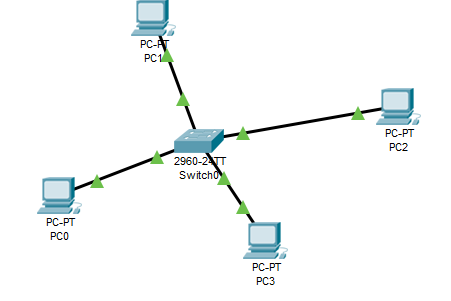 PC-PT
PC1
PC-PT
PC2
2960-24TT
Switch0
PC-PT
PC0
PC-PT
PC3